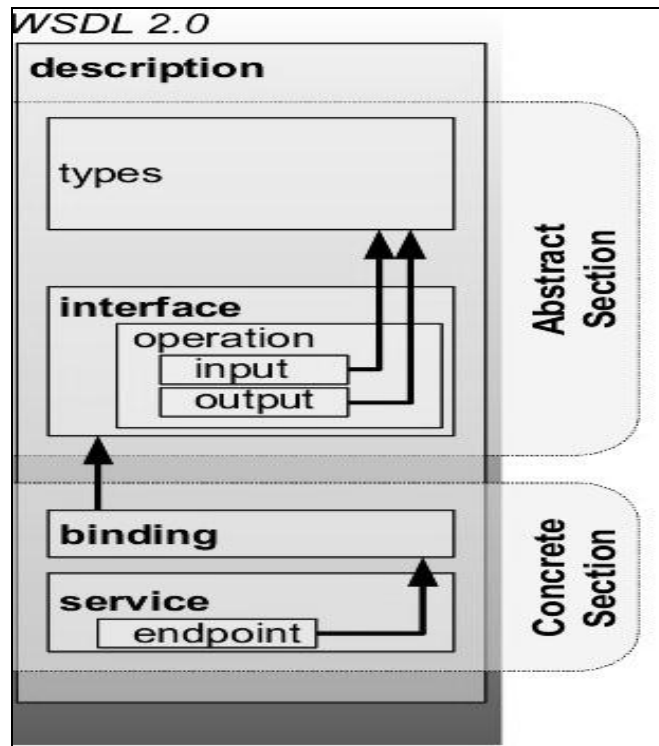 WSDL 2.0
description
types
interface
operation
input
output
binding
service
endpoint
Abstract
Section
Concrete
Section